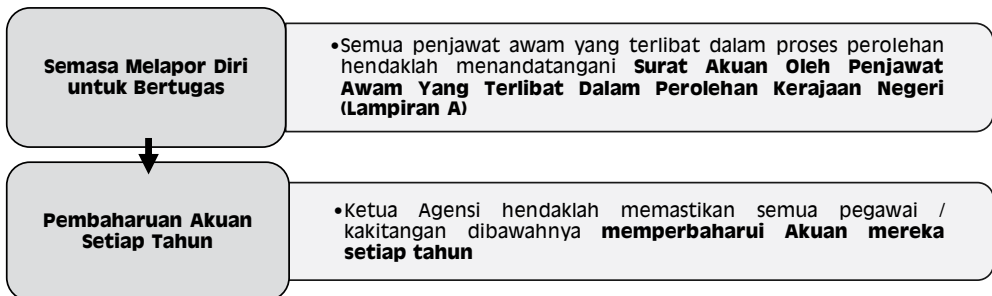 Semasa Melapor Diri
untuk Bertugas
•Semua penjawat awam yang terlibat dalam proses perolehan
hendaklah menandatangani Surat Akuan Oleh Penjawat
Awam Yang Terlibat Dalam Perolehan Kerajaan Negeri
(Lampiran A)
Pembaharuan Akuan
Setiap Tahun
•Ketua Agensi hendaklah memastikan semua pegawai /
kakitangan dibawahnya memperbaharui Akuan mereka
setiap tahun